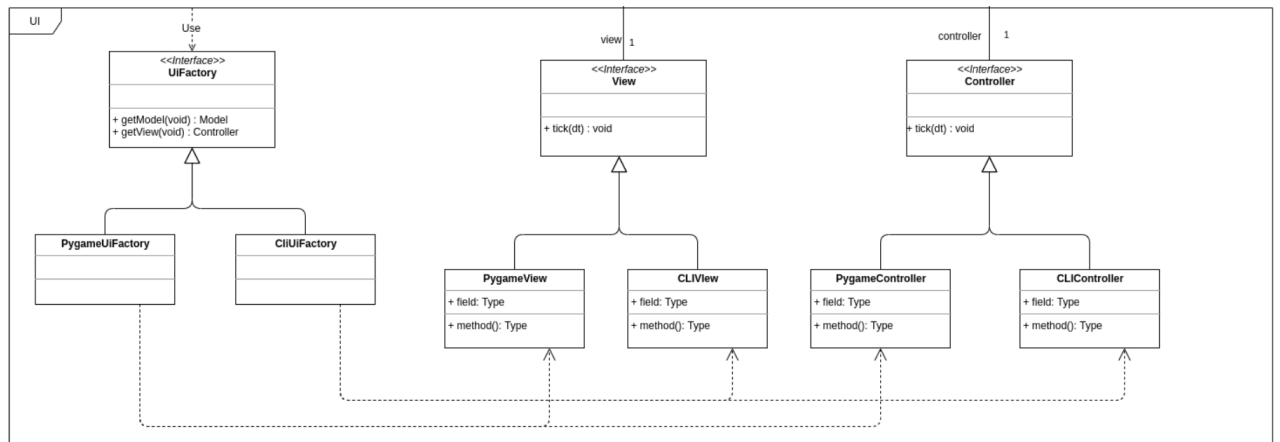 UI
Use
<<Interface>>
UiFactory
+ getModel(void) : Model
+ getView(void) : Controller
PygameUiFactory
CliUiFactory
view
1
<<Interface>>
View
+ tick(dt) : void
PygameView
+ field: Type
+ method(): Type
CLIVIew
+ field: Type
+ method(): Type
controller
1
<<Interface>>
Controller
+ tick(dt) : void
PygameController
+ field: Type
+ method(): Type
CLIController
+ field: Type
+ method(): Type